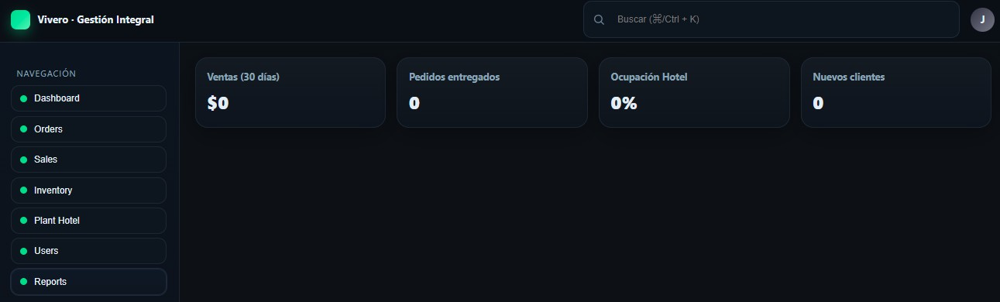 Vivero · Gestión Integral
Buscar (⌘/Ctrl + K)
J
NAVEGACIÓN
Dashboard
Orders
Sales
Inventory
Plant Hotel
Users
Reports
Ventas (30 días)
$0
Pedidos entregados
0
Ocupación Hotel
0%
Nuevos clientes
0